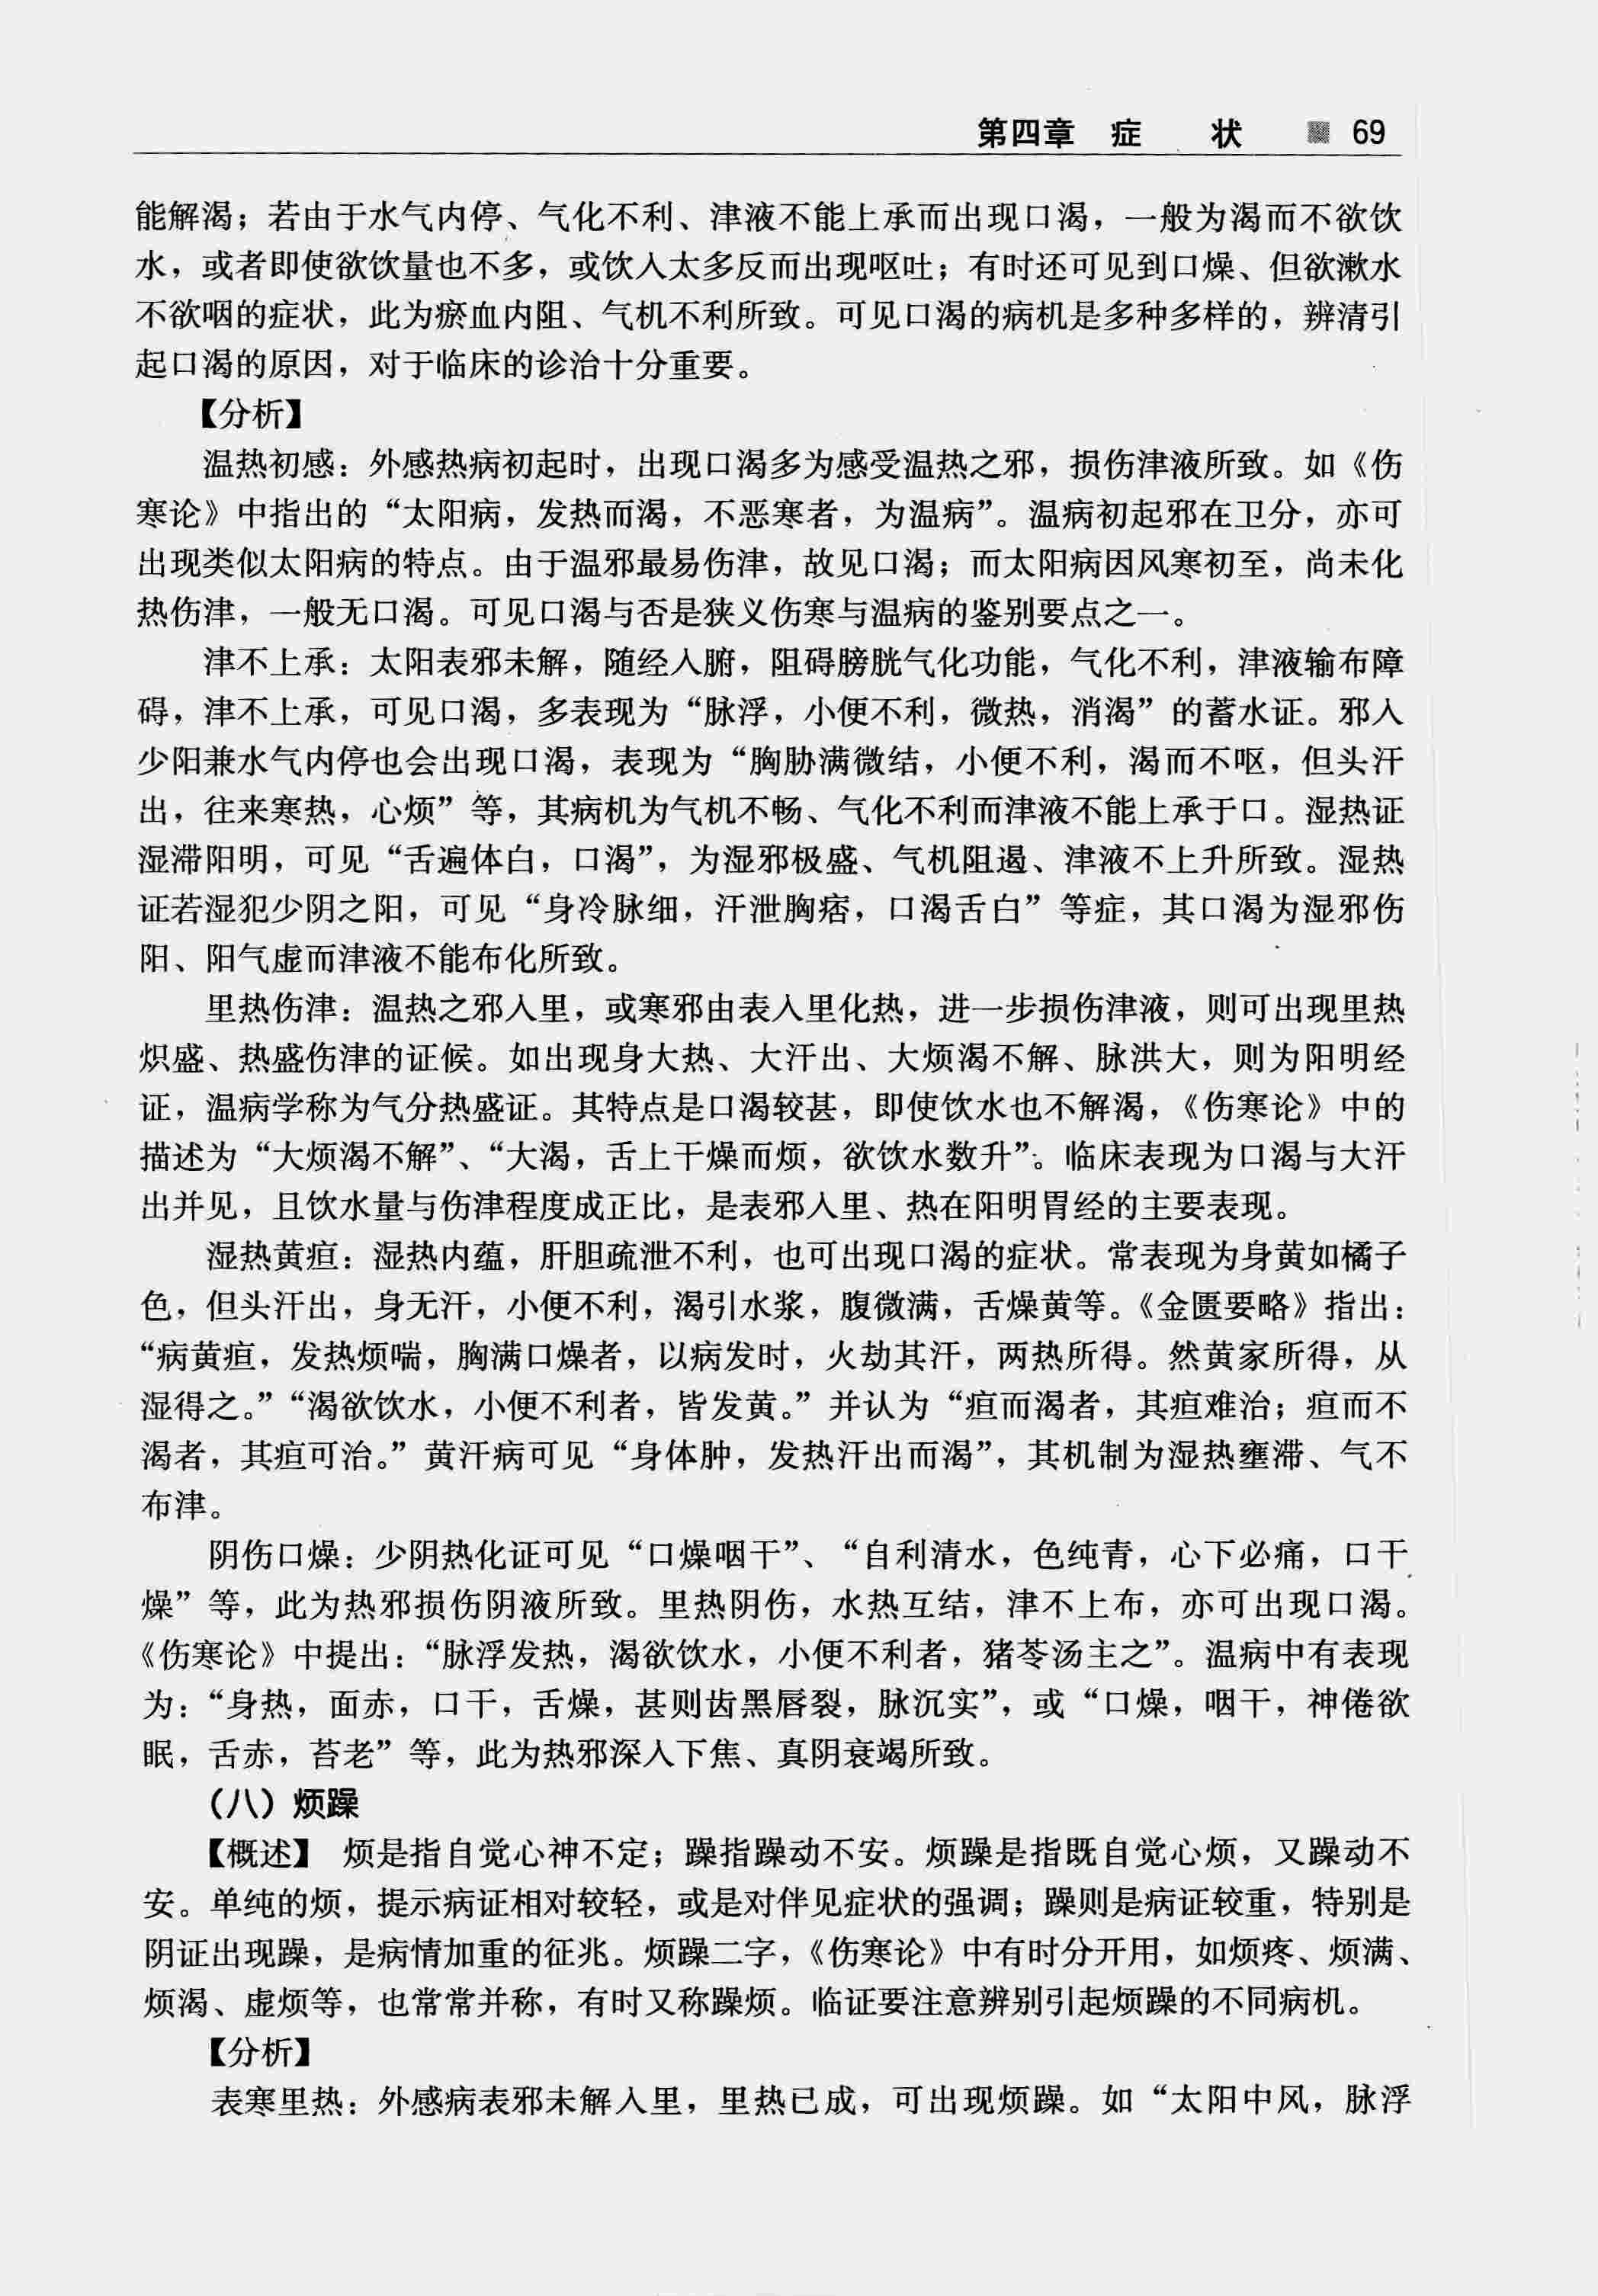 第四章 症 状 69
能解渴；若由于水气内停、气化不利、津液不能上承而出现口渴，一般为渴而不欲饮
水，或者即使欲饮量也不多，或饮入太多反而出现呕吐；有时还可见到口燥、但欲漱水
不欲咽的症状，此为瘀血内阻、气机不利所致。可见口渴的病机是多种多样的，辨清引
起口渴的原因，对于临床的诊治十分重要。
【分析】
温热初感：外感热病初起时，出现口渴多为感受温热之邪，损伤津液所致。如《伤
寒论》中指出的“太阳病，发热而渴，不恶寒者，为温病”。温病初起邪在卫分，亦可
出现类似太阳病的特点。由于温邪最易伤津，故见口渴；而太阳病因风寒初至，尚未化
热伤津，一般无口渴。可见口渴与否是狭义伤寒与温病的鉴别要点之一。
津不上承：太阳表邪未解，随经入腑，阻碍膀胱气化功能，气化不利，津液输布障
碍，津不上承，可见口渴，多表现为“脉浮，小便不利，微热，消渴”的蓄水证。邪入
少阳兼水气内停也会出现口渴，表现为“胸胁满微结，小便不利，渴而不呕，但头汗
出，往来寒热，心烦”等，其病机为气机不畅、气化不利而津液不能上承于口。湿热证
湿滞阳明，可见“舌遍体白，口渴”，为湿邪极盛、气机阻遏、津液不上升所致。湿热
证若湿犯少阴之阳，可见“身冷脉细，汗泄胸痞，口渴舌白”等症，其口渴为湿邪伤
阳、阳气虚而津液不能布化所致。
里热伤津：温热之邪入里，或寒邪由表入里化热，进一步损伤津液，则可出现里热
炽盛、热盛伤津的证候。如出现身大热、大汗出、大烦渴不解、脉洪大，则为阳明经
证，温病学称为气分热盛证。其特点是口渴较甚，即使饮水也不解渴，《伤寒论》中的
描述为“大烦渴不解”、“大渴，舌上干燥而烦，欲饮水数升”。临床表现为口渴与大汗
出并见，且饮水量与伤津程度成正比，是表邪入里、热在阳明胃经的主要表现。
湿热黄疸：湿热内蕴，肝胆疏泄不利，也可出现口渴的症状。常表现为身黄如橘子
色，但头汗出，身无汗，小便不利，渴引水浆，腹微满，舌燥黄等。《金匮要略》指出：
“病黄疸，发热烦喘，胸满口燥者，以病发时，火劫其汗，两热所得。然黄家所得，从
湿得之。”“渴欲饮水，小便不利者，皆发黄。”并认为“疸而渴者，其疸难治；疸而不
渴者，其疸可治。”黄汗病可见“身体肿，发热汗出而渴”，其机制为湿热壅滞、气不
布津。
阴伤口燥：少阴热化证可见“口燥咽干”、“自利清水，色纯青，心下必痛，口干
燥”等，此为热邪损伤阴液所致。里热阴伤，水热互结，津不上布，亦可出现口渴。
《伤寒论》中提出：“脉浮发热，渴欲饮水，小便不利者，猪苓汤主之”。温病中有表现
为：“身热，面赤，口干，舌燥，甚则齿黑唇裂，脉沉实”，或“口燥，咽干，神倦欲
眠，舌赤，苔老”等，此为热邪深入下焦、真阴衰竭所致。
（八）烦躁
【概述】 烦是指自觉心神不定；躁指躁动不安。烦躁是指既自觉心烦，又躁动不
安。单纯的烦，提示病证相对较轻，或是对伴见症状的强调；躁则是病证较重，特别是
阴证出现躁，是病情加重的征兆。烦躁二字，《伤寒论》中有时分开用，如烦疼、烦满、
烦渴、虚烦等，也常常并称，有时又称躁烦。临证要注意辨别引起烦躁的不同病机。
【分析】
表寒里热：外感病表邪未解入里，里热已成，可出现烦躁。如“太阳中风，脉浮